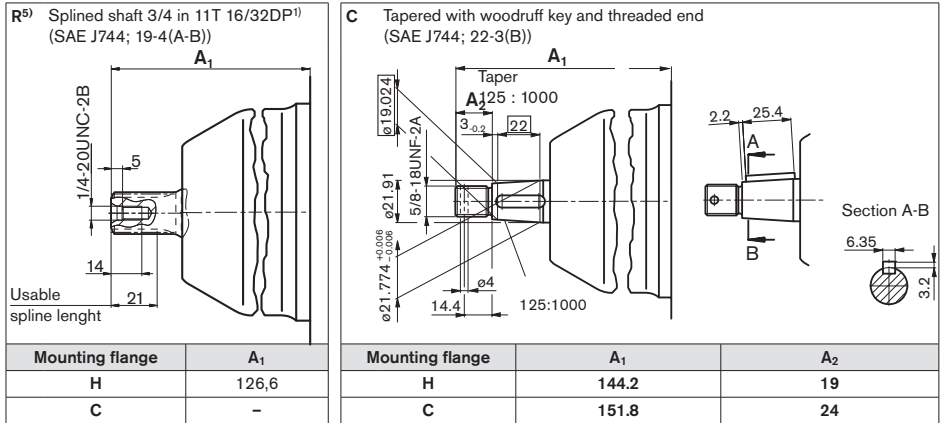 R5) Splined shaft 3/4 in 11T 16/32DP1)
(SAE J744; 19-4(A-B))
A1
1/4-20UNC-2B
5
14
21
Usable
spline lenght
Mounting flange A1
H 126,6
C –
C Tapered with woodruff key and threaded end
(SAE J744; 22-3(B))
A1
Taper
125 : 1000
A2
ø19.024
3-0.2
22
5/8-18UNF-2A
ø21.91
ø21.774 +0.006 -0.006
ø4
14.4
125:1000
2.2
25.4
A
B
Section A-B
6.35
3.2
Mounting flange A1 A2
H 144.2 19
C 151.8 24